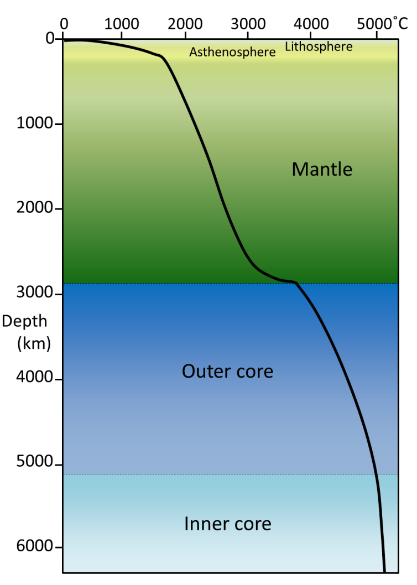 0 1000 2000 3000 4000 5000°C
0
Lithosphere
Asthenosphere
1000
Mantle
2000
3000
Depth
(km)
Outer core
4000
5000
Inner core
6000